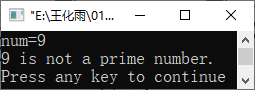 "E:\王化雨\01...
num=9
9 is not a prime number.
Press any key to continue